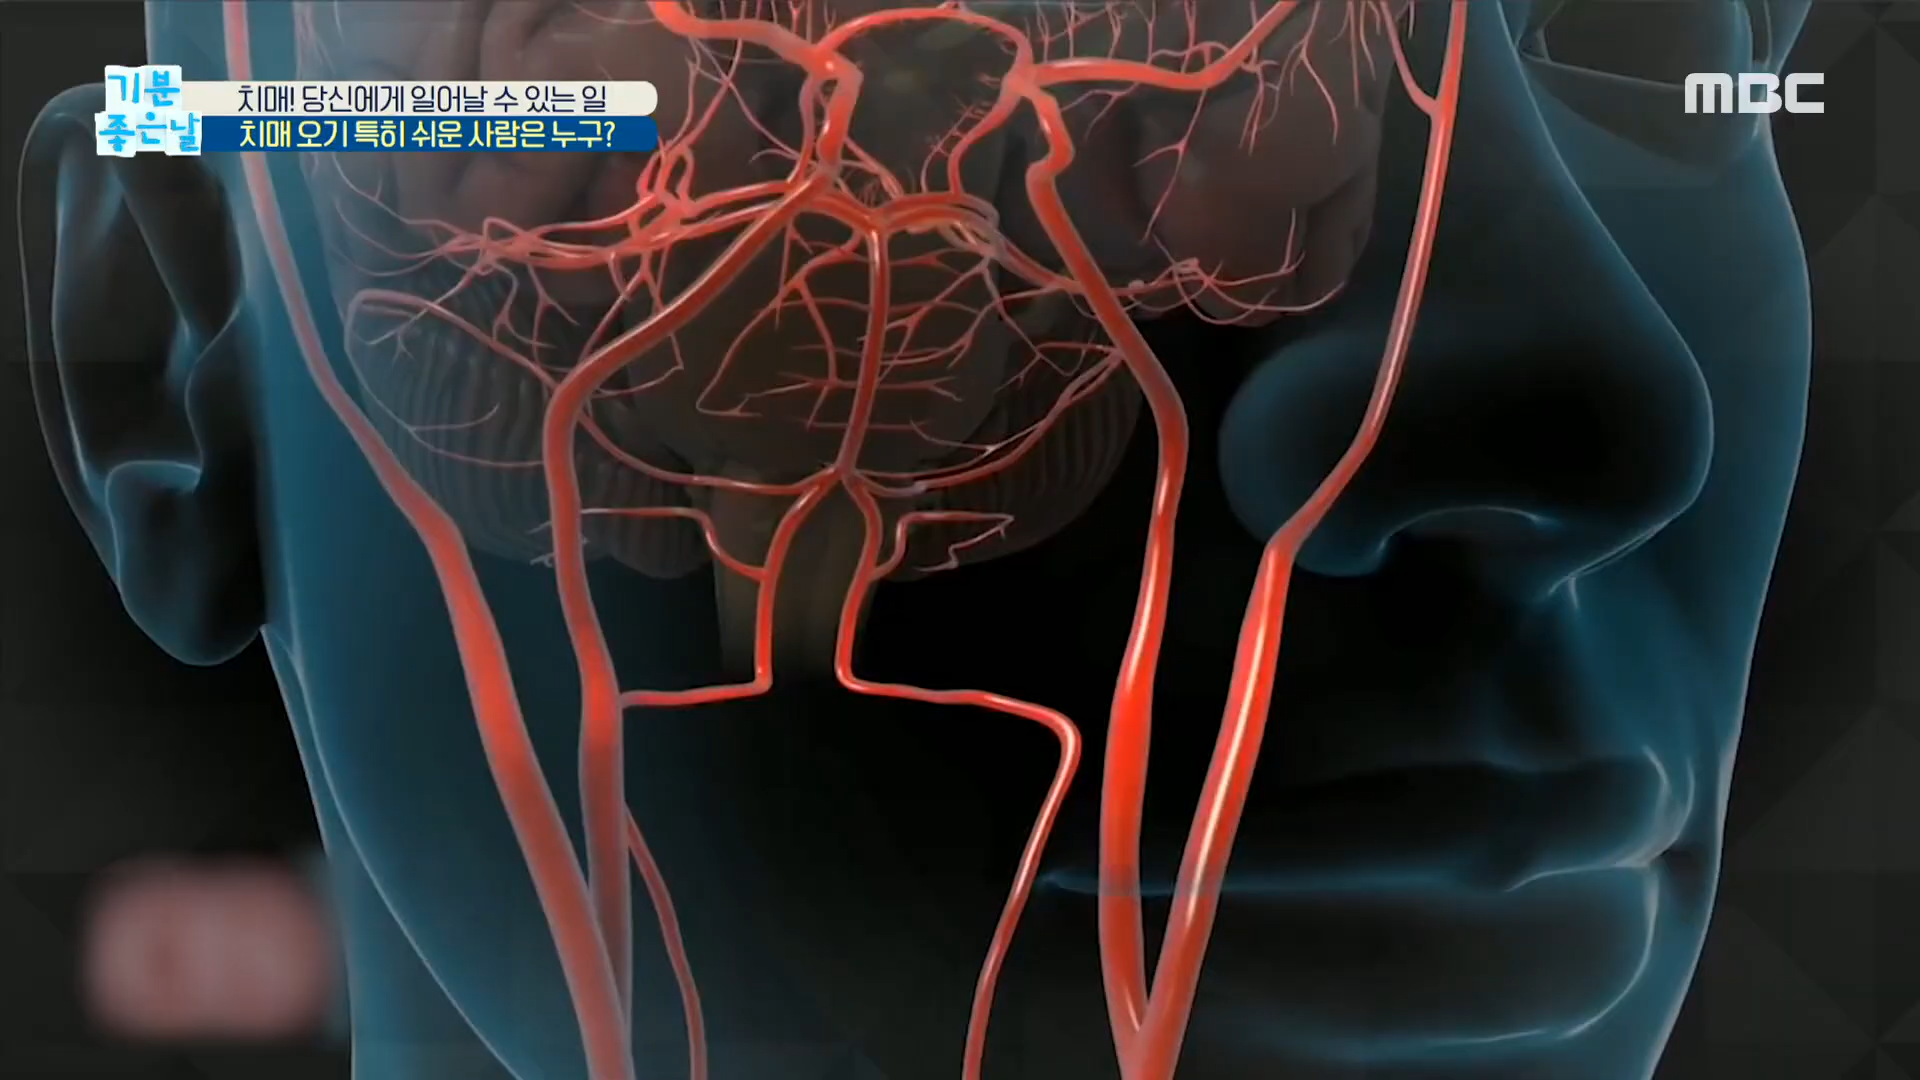 기분
좋은날
치매! 당신에게 일어날 수 있는 일
치매 오기 특히 쉬운 사람은 누구?
MBC